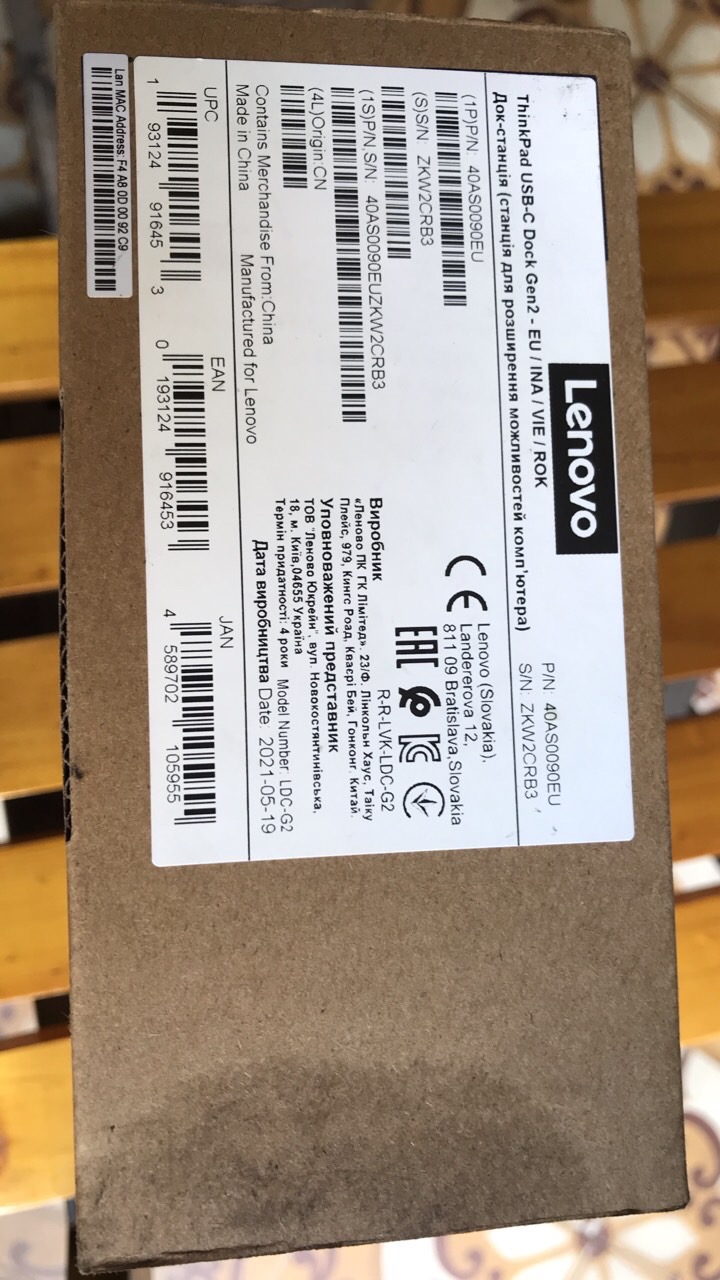 Lenovo
P/N: 40AS0090EU
S/N: ZKW2CRB3
ThinkPad USB-C Dock Gen2 - EU / INA / VIE / ROK
Док-станція (станція для розширення можливостей комп'ютера)
(1P)P/N: 40AS0090EU
(S)S/N: ZKW2CRB3
(1S)P/N,S/N: 40AS0090EUZKW2CRB3
(4L)Origin:CN
Contains Merchandise From:China
Made in China Manufactured for Lenovo
CE
Lenovo (Slovakia),
Landererova 12,
811 09 Bratislava,Slovakia
EAC
R-R-LVK-LDC-G2
Виробник
«Леново ПК ГК Лімітед». 23/Ф. Лінкольн Хаус, Таіку
Плейс, 979, Кингс Роад, Кваєрі Бей, Гонконг. Китай.
Уповноважений представник
ТОВ "Леново Юкрейн", вул. Новокостянтинівська,
18, м. Київ,04655 Україна
Термін придатності: 4 роки Model Number: LDC-G2
Дата виробництва Date: 2021-05-19
UPC
1 93124 91645 3
EAN
0 193124 916453
JAN
4 589702 105955
Lan MAC Address: F4 A8 0D 00 92 C9